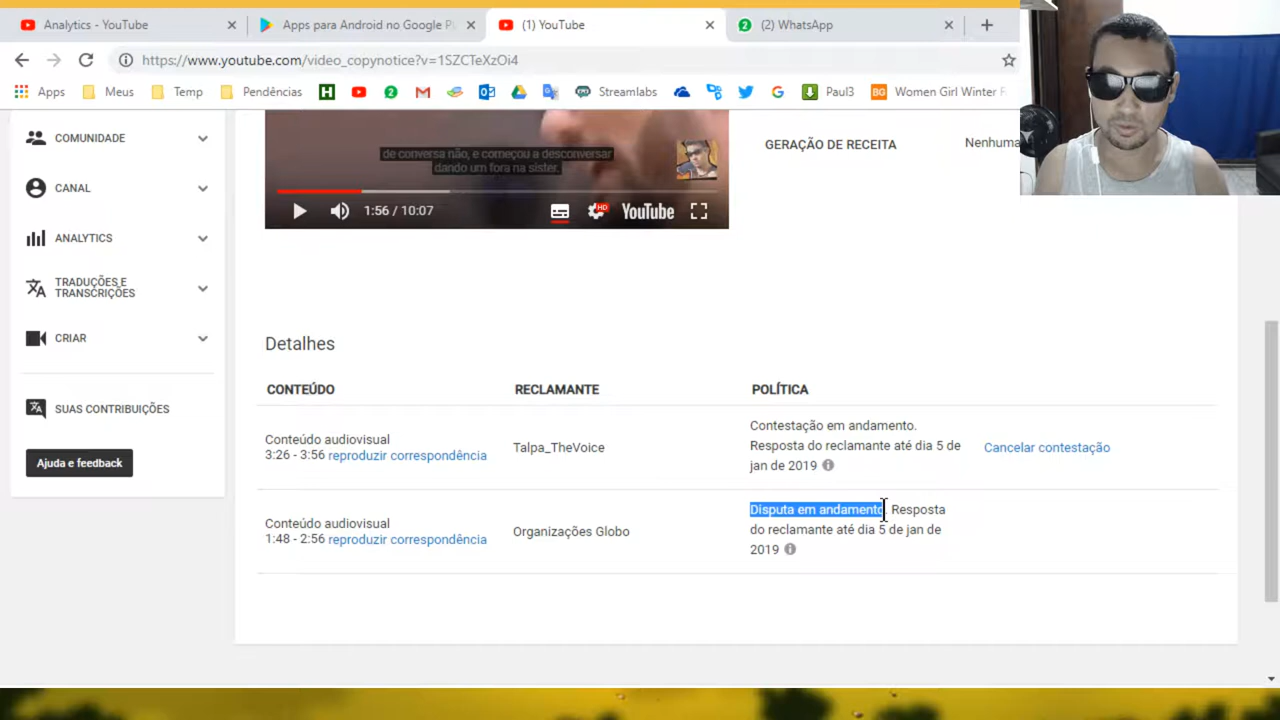 Analytics - YouTube
Apps para Android no Google P
(1) YouTube
(2) WhatsApp
https://www.youtube.com/video_copynotice?v=1SZCTeXzOi4
Apps
Meus
Temp
Pendências
H
Streamlabs
Paul3
BG
Women Girl Winter F
COMUNIDADE
CANAL
ANALYTICS
TRADUÇÕES E
TRANSCRIÇÕES
CRIAR
SUAS CONTRIBUIÇÕES
Ajuda e feedback
de conversa não, e começou a desconversar
dando um fora na sister.
1:56 / 10:07
HD
YouTube
GERAÇÃO DE RECEITA
Nenhuma
Detalhes
CONTEÚDO
RECLAMANTE
POLÍTICA
Conteúdo audiovisual
3:26 - 3:56 reproduzir correspondência
Talpa_TheVoice
Contestação em andamento.
Resposta do reclamante até dia 5 de
jan de 2019
Cancelar contestação
Conteúdo audiovisual
1:48 - 2:56 reproduzir correspondência
Organizações Globo
Disputa em andamento. Resposta
do reclamante até dia 5 de jan de
2019